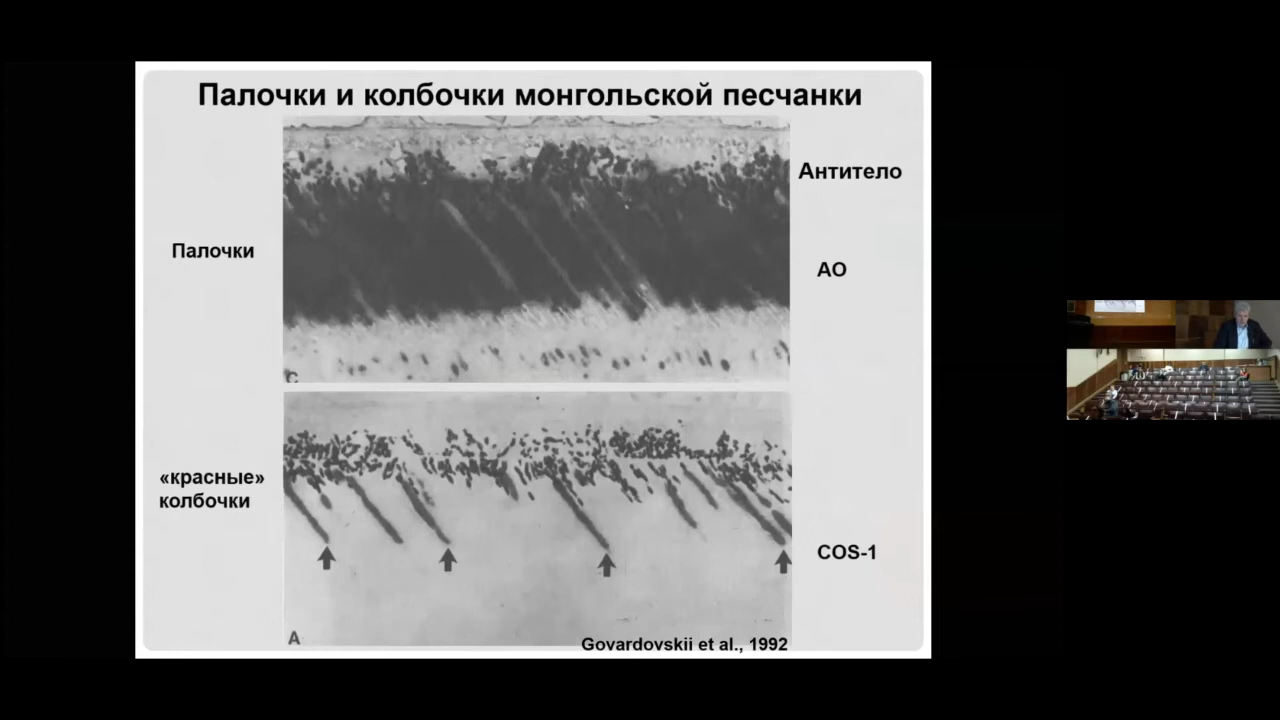 Палочки и колбочки монгольской песчанки
Антитело
Палочки
АО
C
«красные»
колбочки
COS-1
A
Govardovskii et al., 1992